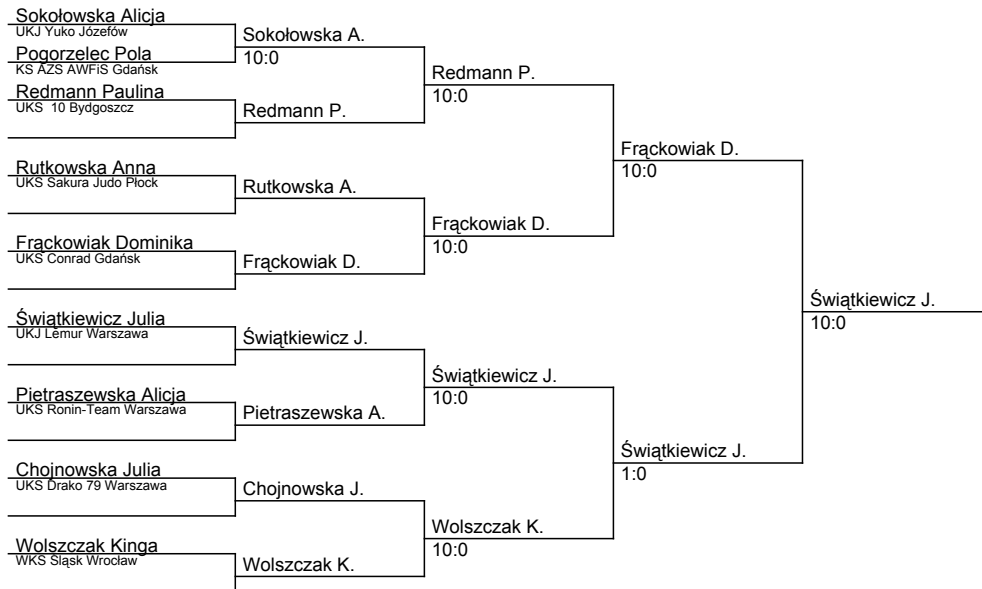 Sokołowska Alicja
UKJ Yuko Józefów
Pogorzelec Pola
KS AZS AWFiS Gdańsk
Redmann Paulina
UKS 10 Bydgoszcz
Rutkowska Anna
UKS Sakura Judo Płock
Frąckowiak Dominika
UKS Conrad Gdańsk
Świątkiewicz Julia
UKJ Lemur Warszawa
Pietraszewska Alicja
UKS Ronin-Team Warszawa
Chojnowska Julia
UKS Drako 79 Warszawa
Wolszczak Kinga
WKS Śląsk Wrocław
Sokołowska A.
10:0
Redmann P.
Rutkowska A.
Frąckowiak D.
Świątkiewicz J.
Pietraszewska A.
Chojnowska J.
Wolszczak K.
Redmann P.
10:0
Frąckowiak D.
10:0
Świątkiewicz J.
10:0
Wolszczak K.
10:0
Frąckowiak D.
10:0
Świątkiewicz J.
1:0
Świątkiewicz J.
10:0